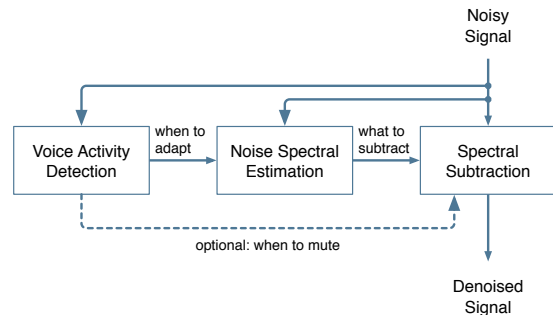 Noisy
Signal
Voice Activity
Detection
when to
adapt
Noise Spectral
Estimation
what to
subtract
Spectral
Subtraction
optional: when to mute
Denoised
Signal